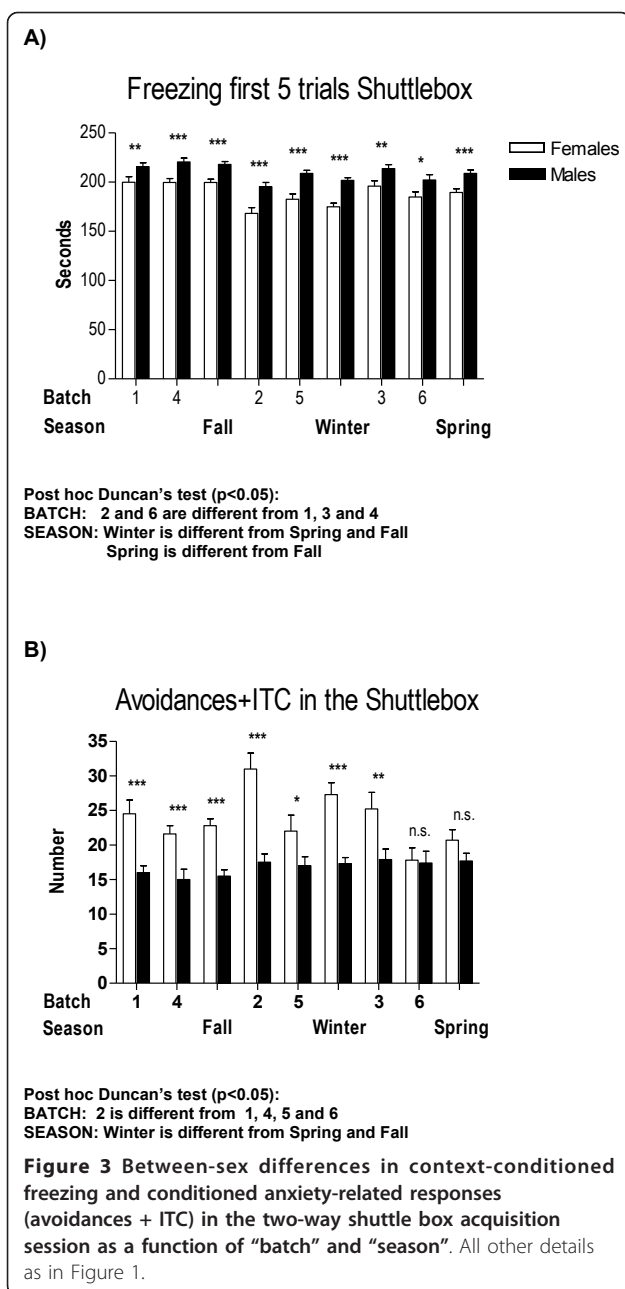 A)
Freezing first 5 trials Shuttlebox
250
200
150
100
50
0
Seconds
** *** *** *** *** *** ** * ***
Females
Males
Batch 1 4 2 5 3 6
Season Fall Winter Spring
Post hoc Duncan's test (p<0.05):
BATCH: 2 and 6 are different from 1, 3 and 4
SEASON: Winter is different from Spring and Fall
Spring is different from Fall
B)
Avoidances+ITC in the Shuttlebox
35
30
25
20
15
10
5
0
Number
*** *** *** *** * *** ** n.s. n.s.
Batch 1 4 2 5 3 6
Season Fall Winter Spring
Post hoc Duncan's test (p<0.05):
BATCH: 2 is different from 1, 4, 5 and 6
SEASON: Winter is different from Spring and Fall
Figure 3 Between-sex differences in context-conditioned
freezing and conditioned anxiety-related responses
(avoidances + ITC) in the two-way shuttle box acquisition
session as a function of "batch" and "season". All other details
as in Figure 1.